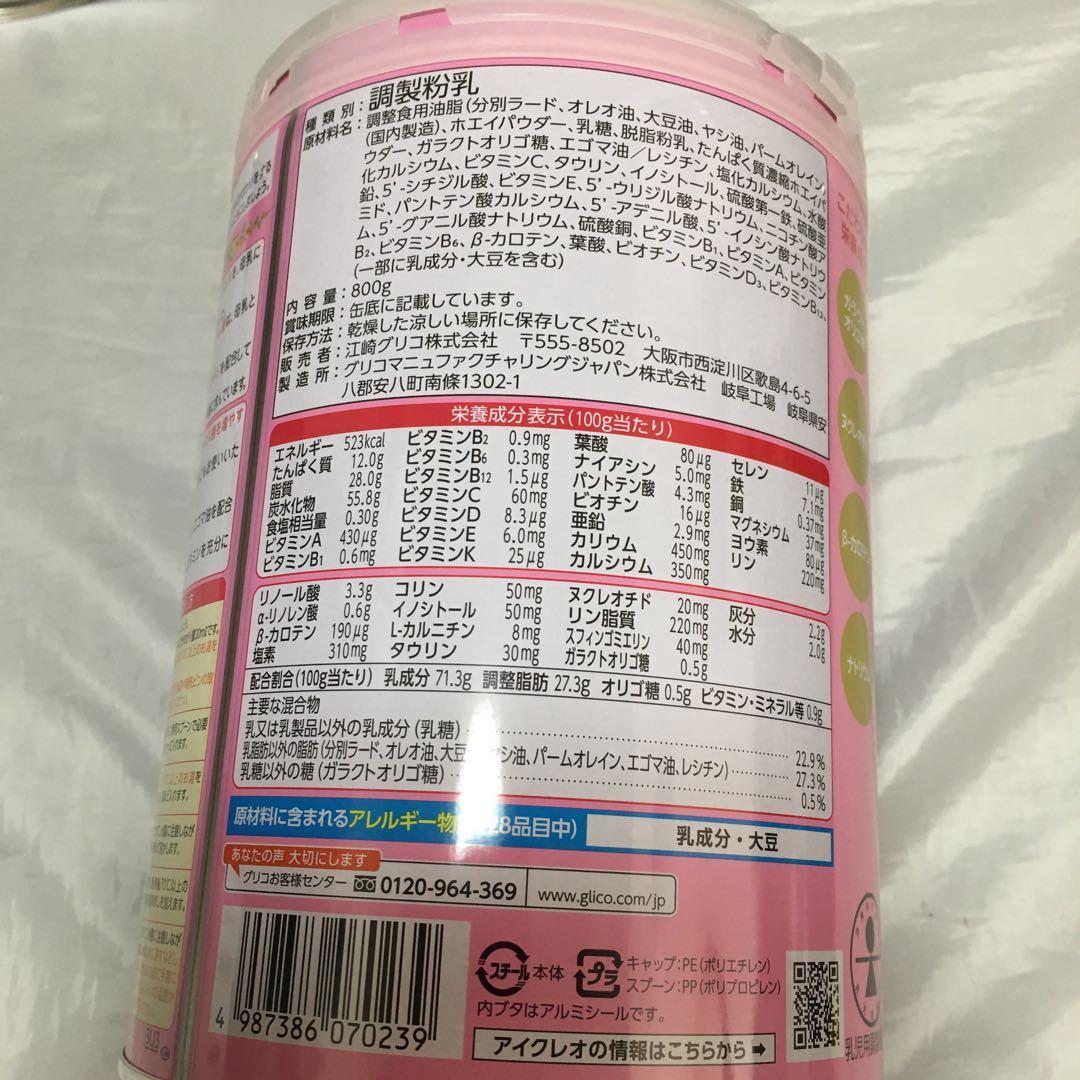 種類別：調製粉乳
原材料名：調整食用油脂(分別ラード、オレオ油、大豆油、ヤシ油、パームオレイン)
(国内製造)、ホエイパウダー、乳糖、脱脂粉乳、たんぱく質濃縮ホエイパ
ウダー、ガラクトオリゴ糖、エゴマ油／レシチン、塩化カルシウム、水酸
化カルシウム、ビタミンC、タウリン、イノシトール、硫酸第一鉄、硫酸亜
鉛、5'-シチジル酸、ビタミンE、5'-ウリジル酸ナトリウム、ニコチン酸ア
ミド、パントテン酸カルシウム、5'-アデニル酸、5'-イノシン酸ナトリウ
ム、5'-グアニル酸ナトリウム、硫酸銅、ビタミンB1、ビタミンA、ビタミン
B2、ビタミンB6、β-カロテン、葉酸、ビオチン、ビタミンD3、ビタミンB12、
(一部に乳成分・大豆を含む)
内容量：800g
賞味期限：缶底に記載しています。
保存方法：乾燥した涼しい場所に保存してください。
販売者：江崎グリコ株式会社 〒555-8502 大阪市西淀川区歌島4-6-5
製造所：グリコマニュファクチャリングジャパン株式会社 岐阜工場 岐阜県安
八郡安八町南條1302-1
栄養成分表示(100g当たり)
エネルギー 523kcal ビタミンB2 0.9mg 葉酸 80μg セレン 11μg
たんぱく質 12.0g ビタミンB6 0.3mg ナイアシン 5.0mg 鉄 7.1mg
脂質 28.0g ビタミンB12 1.5μg パントテン酸 4.3mg 銅 0.37mg
炭水化物 55.8g ビタミンC 60mg ビオチン 16μg マグネシウム 37mg
食塩相当量 0.30g ビタミンD 8.3μg 亜鉛 2.9mg ヨウ素 80μg
ビタミンA 430μg ビタミンE 6.0mg カリウム 450mg リン 220mg
ビタミンB1 0.6mg ビタミンK 25μg カルシウム 350mg
リノール酸 3.3g コリン 50mg ヌクレオチド 20mg 灰分 2.2g
α-リノレン酸 0.6g イノシトール 50mg リン脂質 220mg 水分 2.0g
β-カロテン 190μg L-カルニチン 8mg スフィンゴミエリン 40mg
塩素 310mg タウリン 30mg ガラクトオリゴ糖 0.5g
配合割合(100g当たり) 乳成分 71.3g 調整脂肪 27.3g オリゴ糖 0.5g ビタミン・ミネラル等 0.9g
主要な混合物
乳又は乳製品以外の乳成分(乳糖) 22.9%
乳脂肪以外の脂肪(分別ラード、オレオ油、大豆 ヤシ油、パームオレイン、エゴマ油、レシチン) 27.3%
乳糖以外の糖(ガラクトオリゴ糖) 0.5%
原材料に含まれるアレルギー物 28品目中) 乳成分・大豆
あなたの声 大切にします
グリコお客様センター 0120-964-369 www.glico.com/jp
4 987386 070239
スチール 本体 プラ キャップ：PE(ポリエチレン)
スプーン：PP(ポリプロピレン)
内ブタはアルミシールです。
アイクレオの情報はこちらから➡